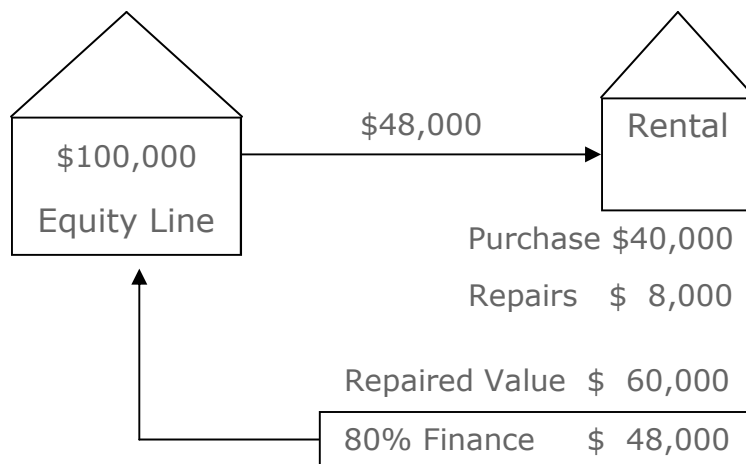 $48,000
Rental
$100,000
Equity Line
Purchase $40,000
Repairs $ 8,000
Repaired Value $ 60,000
80% Finance $ 48,000